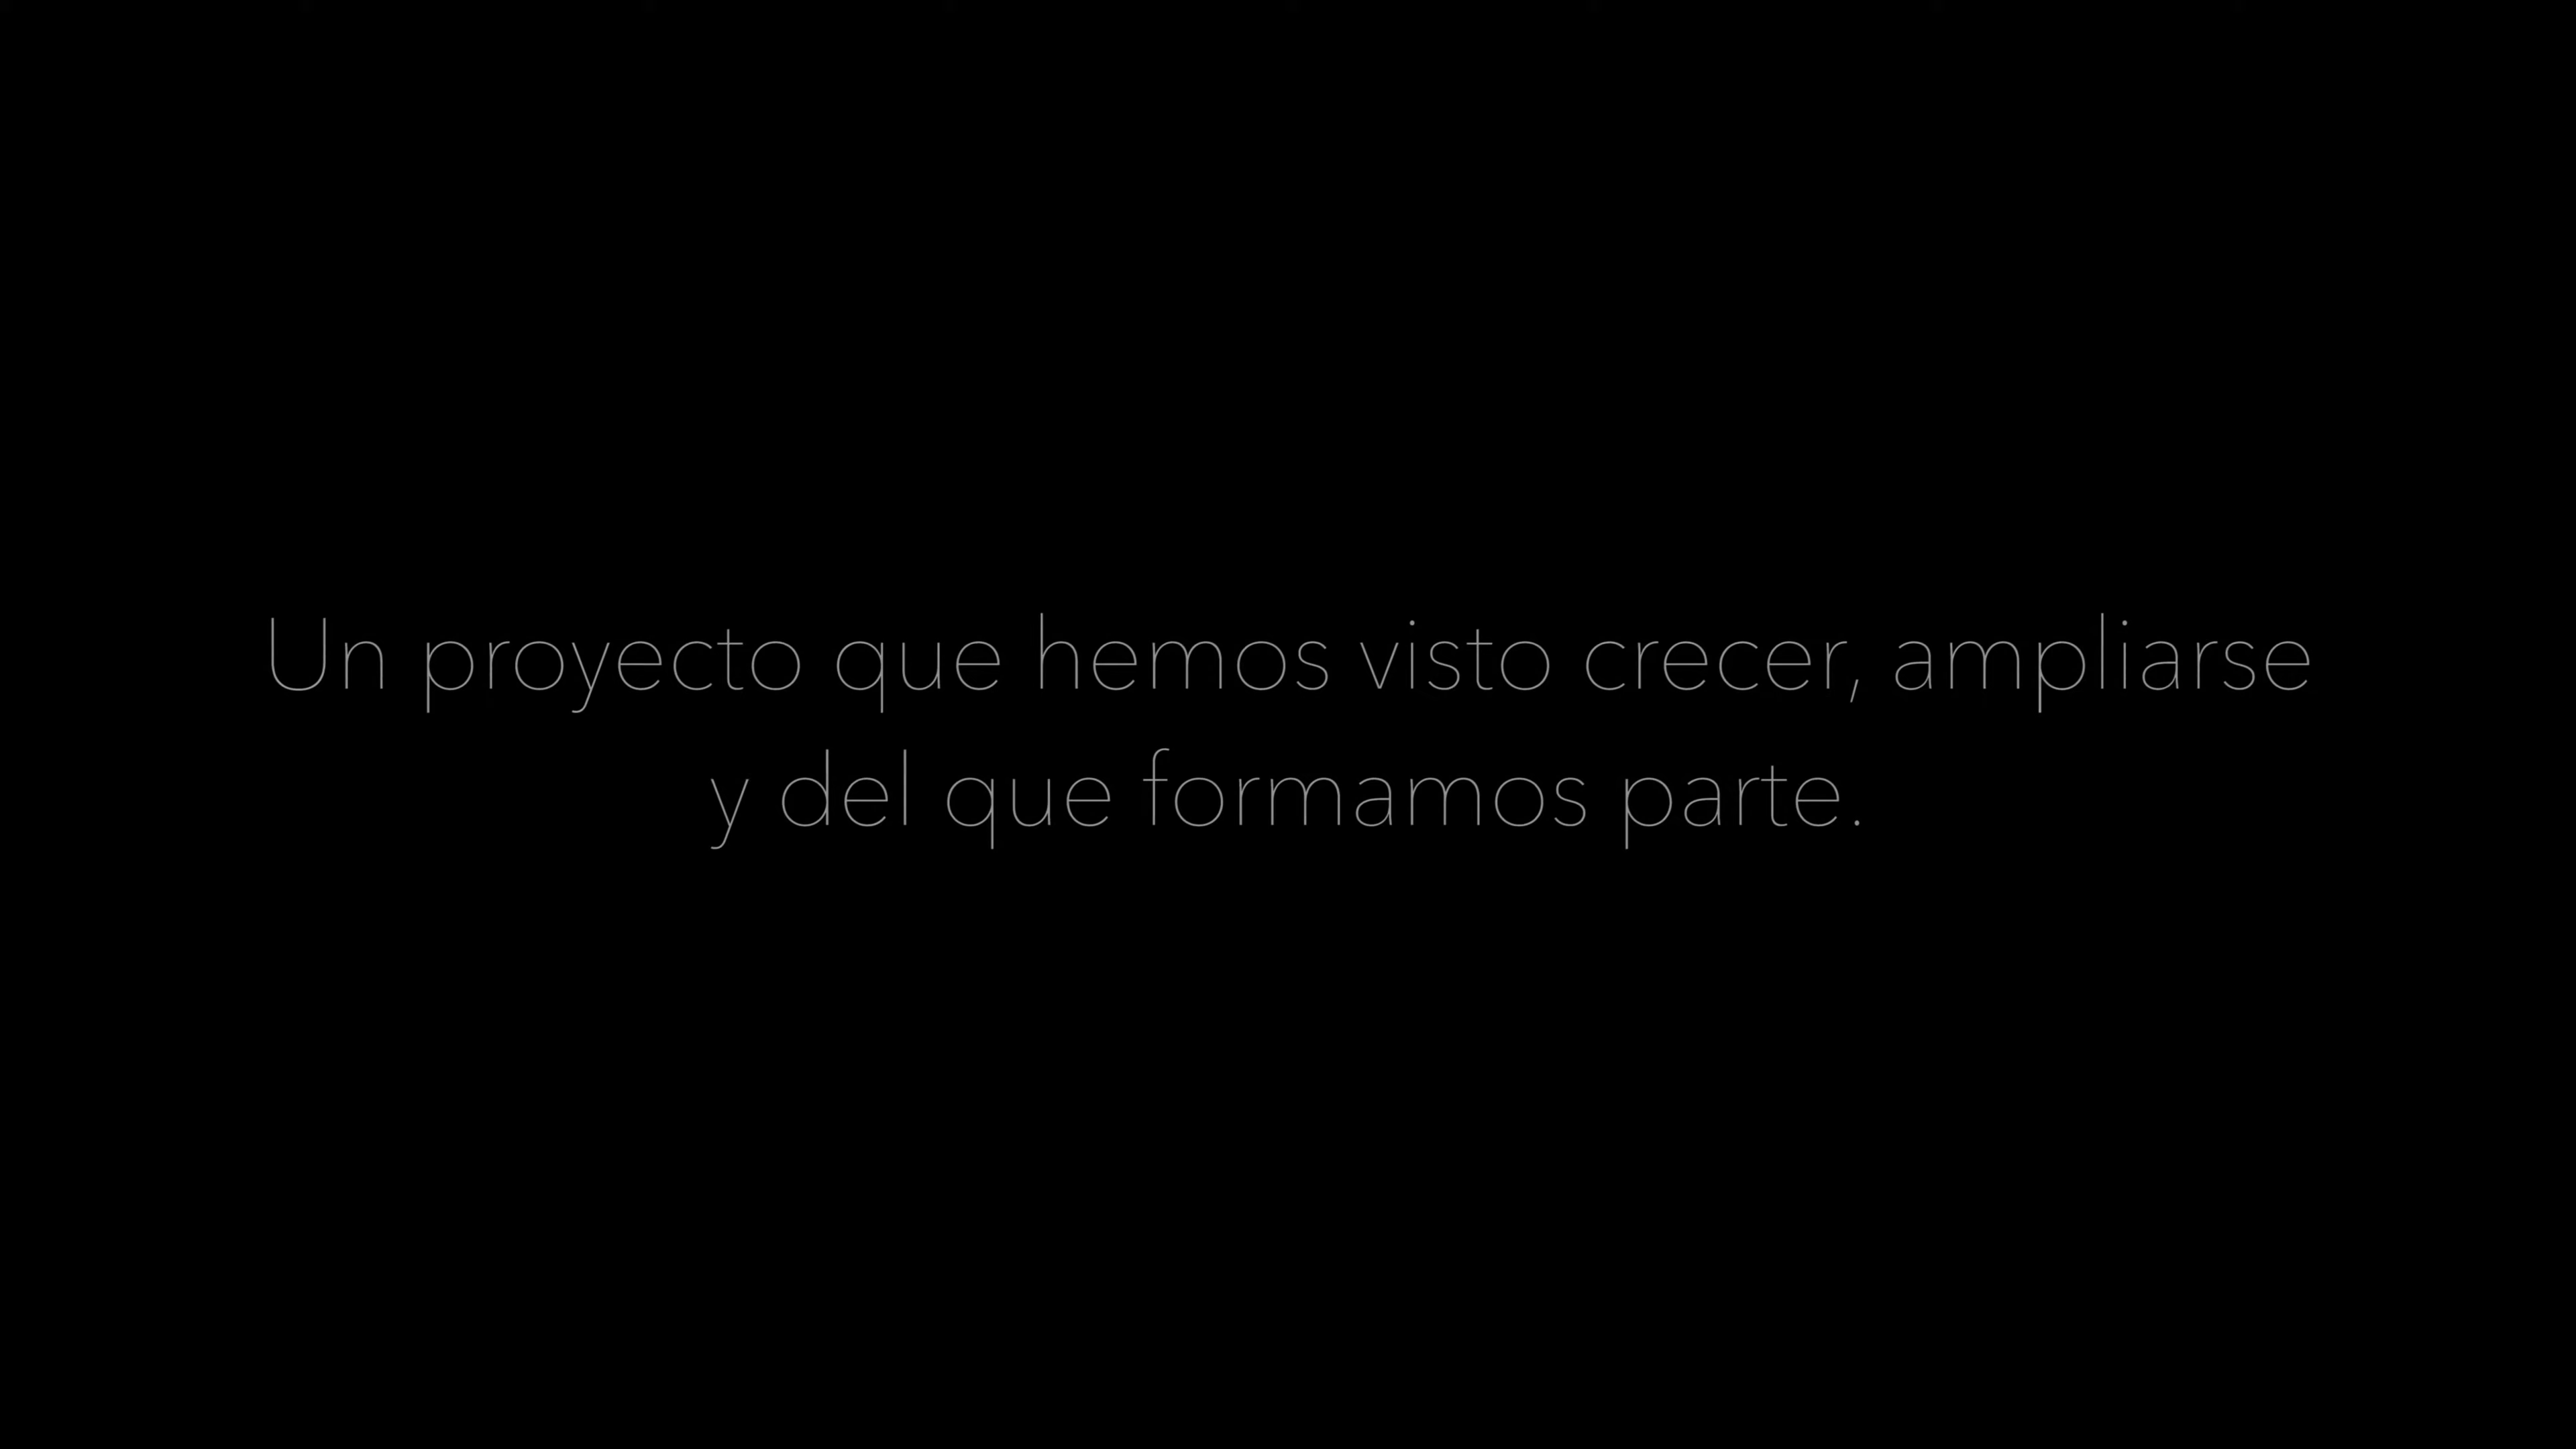 Un proyecto que hemos visto crecer, ampliarse
y del que formamos parte.